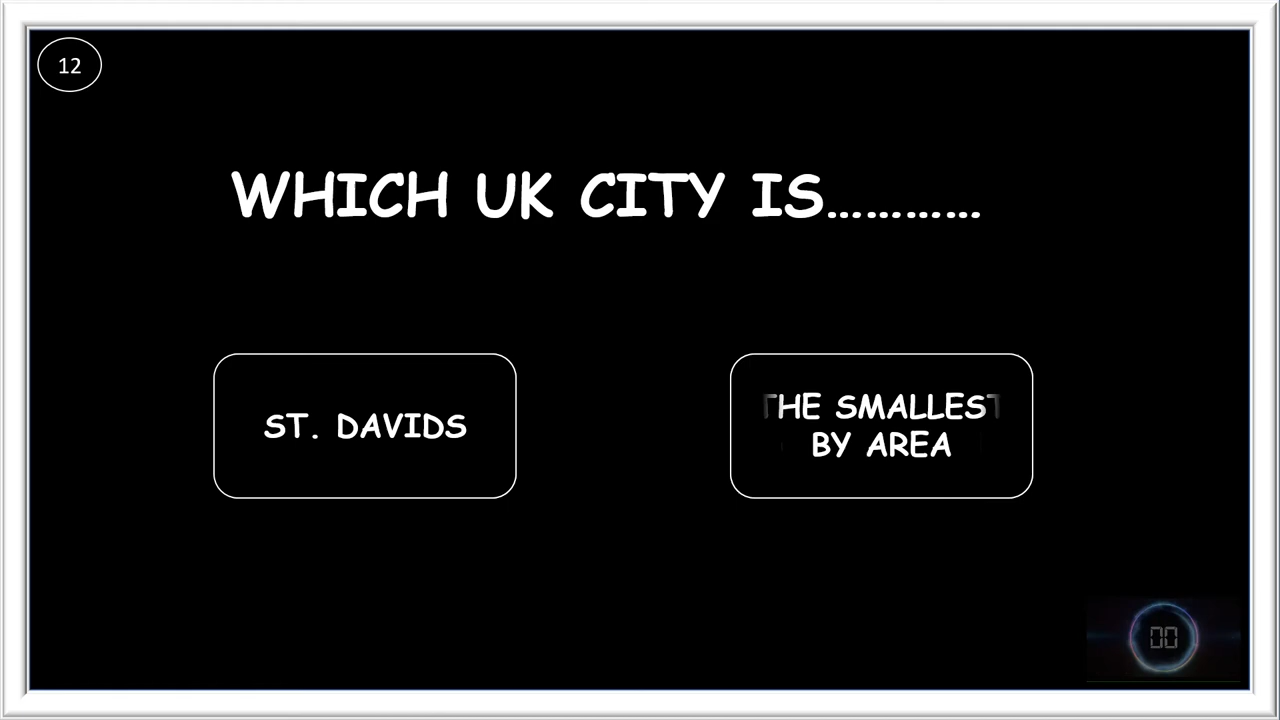 12
WHICH UK CITY IS…………
ST. DAVIDS
THE SMALLEST
BY AREA
00